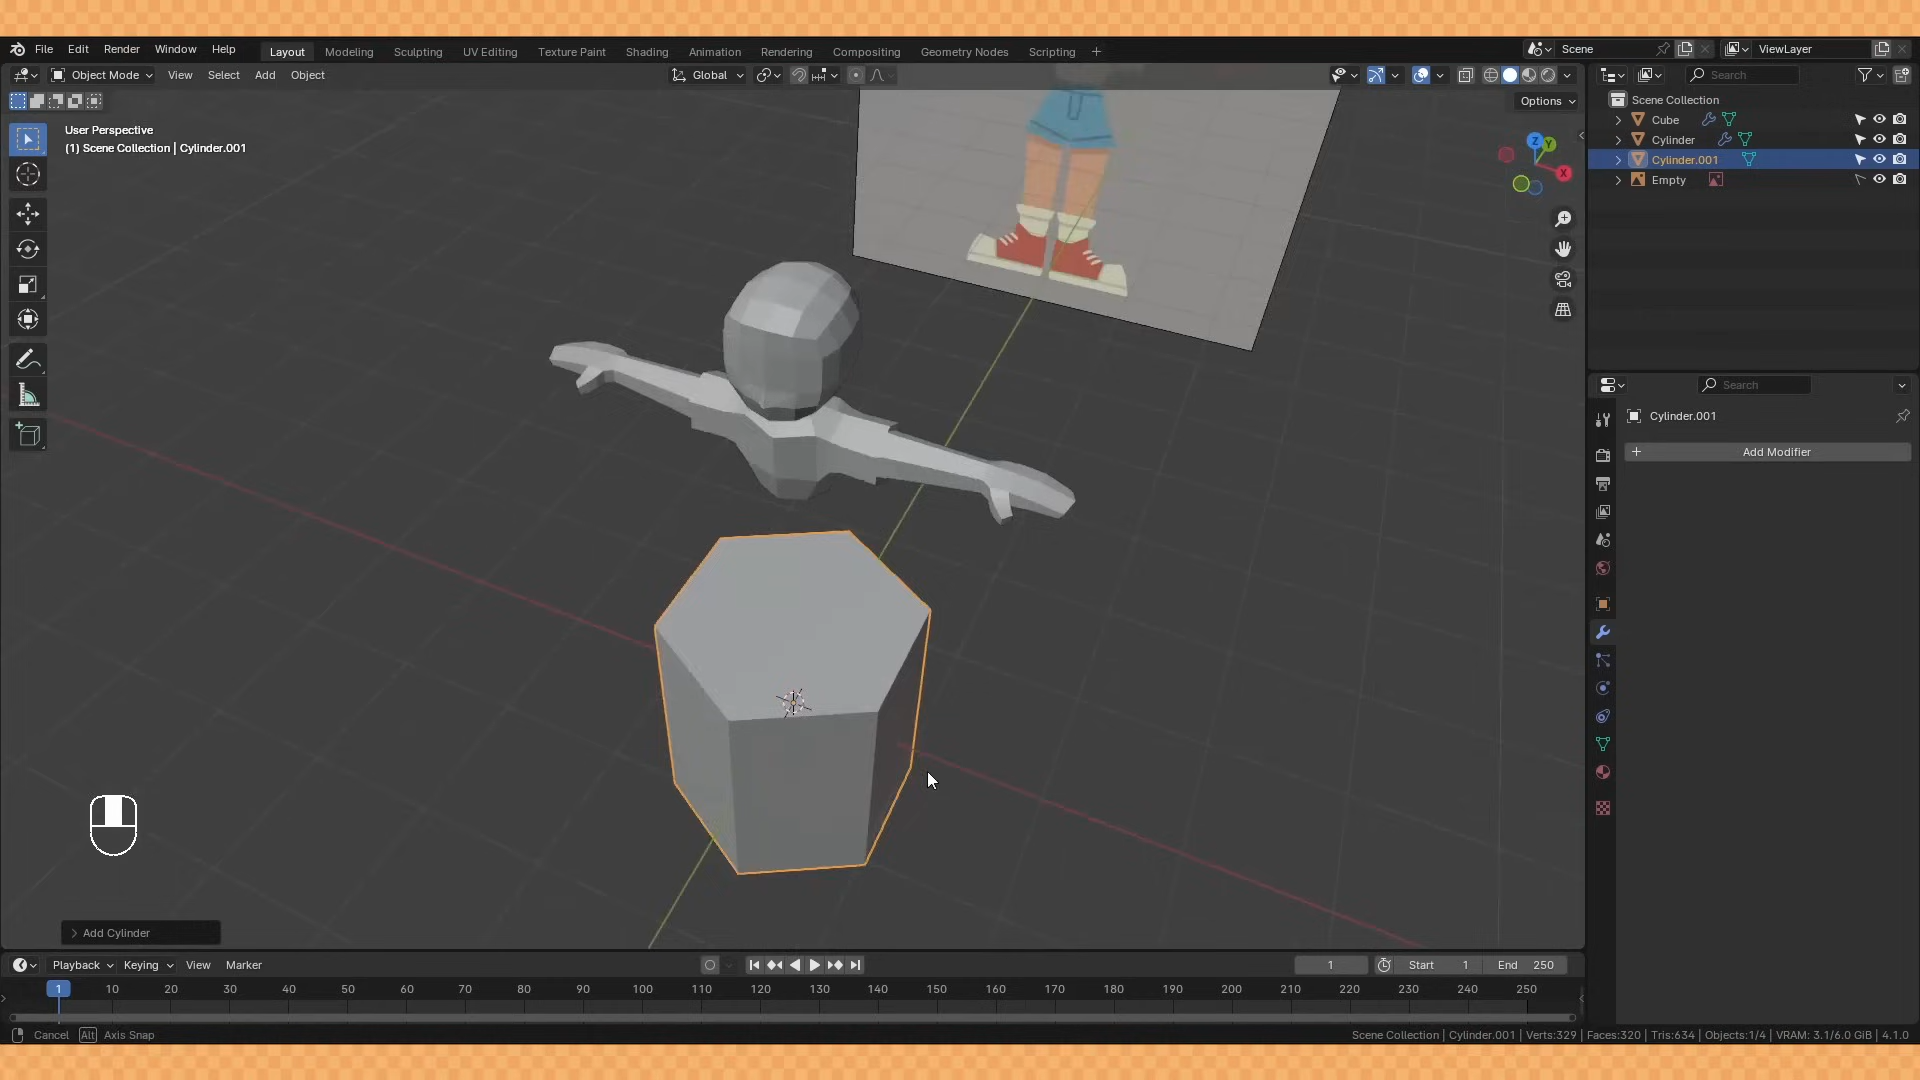 File Edit Render Window Help Layout Modeling Sculpting UV Editing Texture Paint Shading Animation Rendering Compositing Geometry Nodes Scripting + Scene ViewLayer
Object Mode View Select Add Object Global Search
Options
User Perspective
(1) Scene Collection | Cylinder.001
Z
Y
X
Scene Collection
Cube
Cylinder
Cylinder.001
Empty
Search
Cylinder.001
+ Add Modifier
Add Cylinder
Playback Keying View Marker 1 Start 1 End 250
1 10 20 30 40 50 60 70 80 90 100 110 120 130 140 150 160 170 180 190 200 210 220 230 240 250
Cancel Alt Axis Snap Scene Collection | Cylinder.001 | Verts:329 | Faces:320 | Tris:634 | Objects:1/4 | VRAM: 3.1/6.0 GiB | 4.1.0